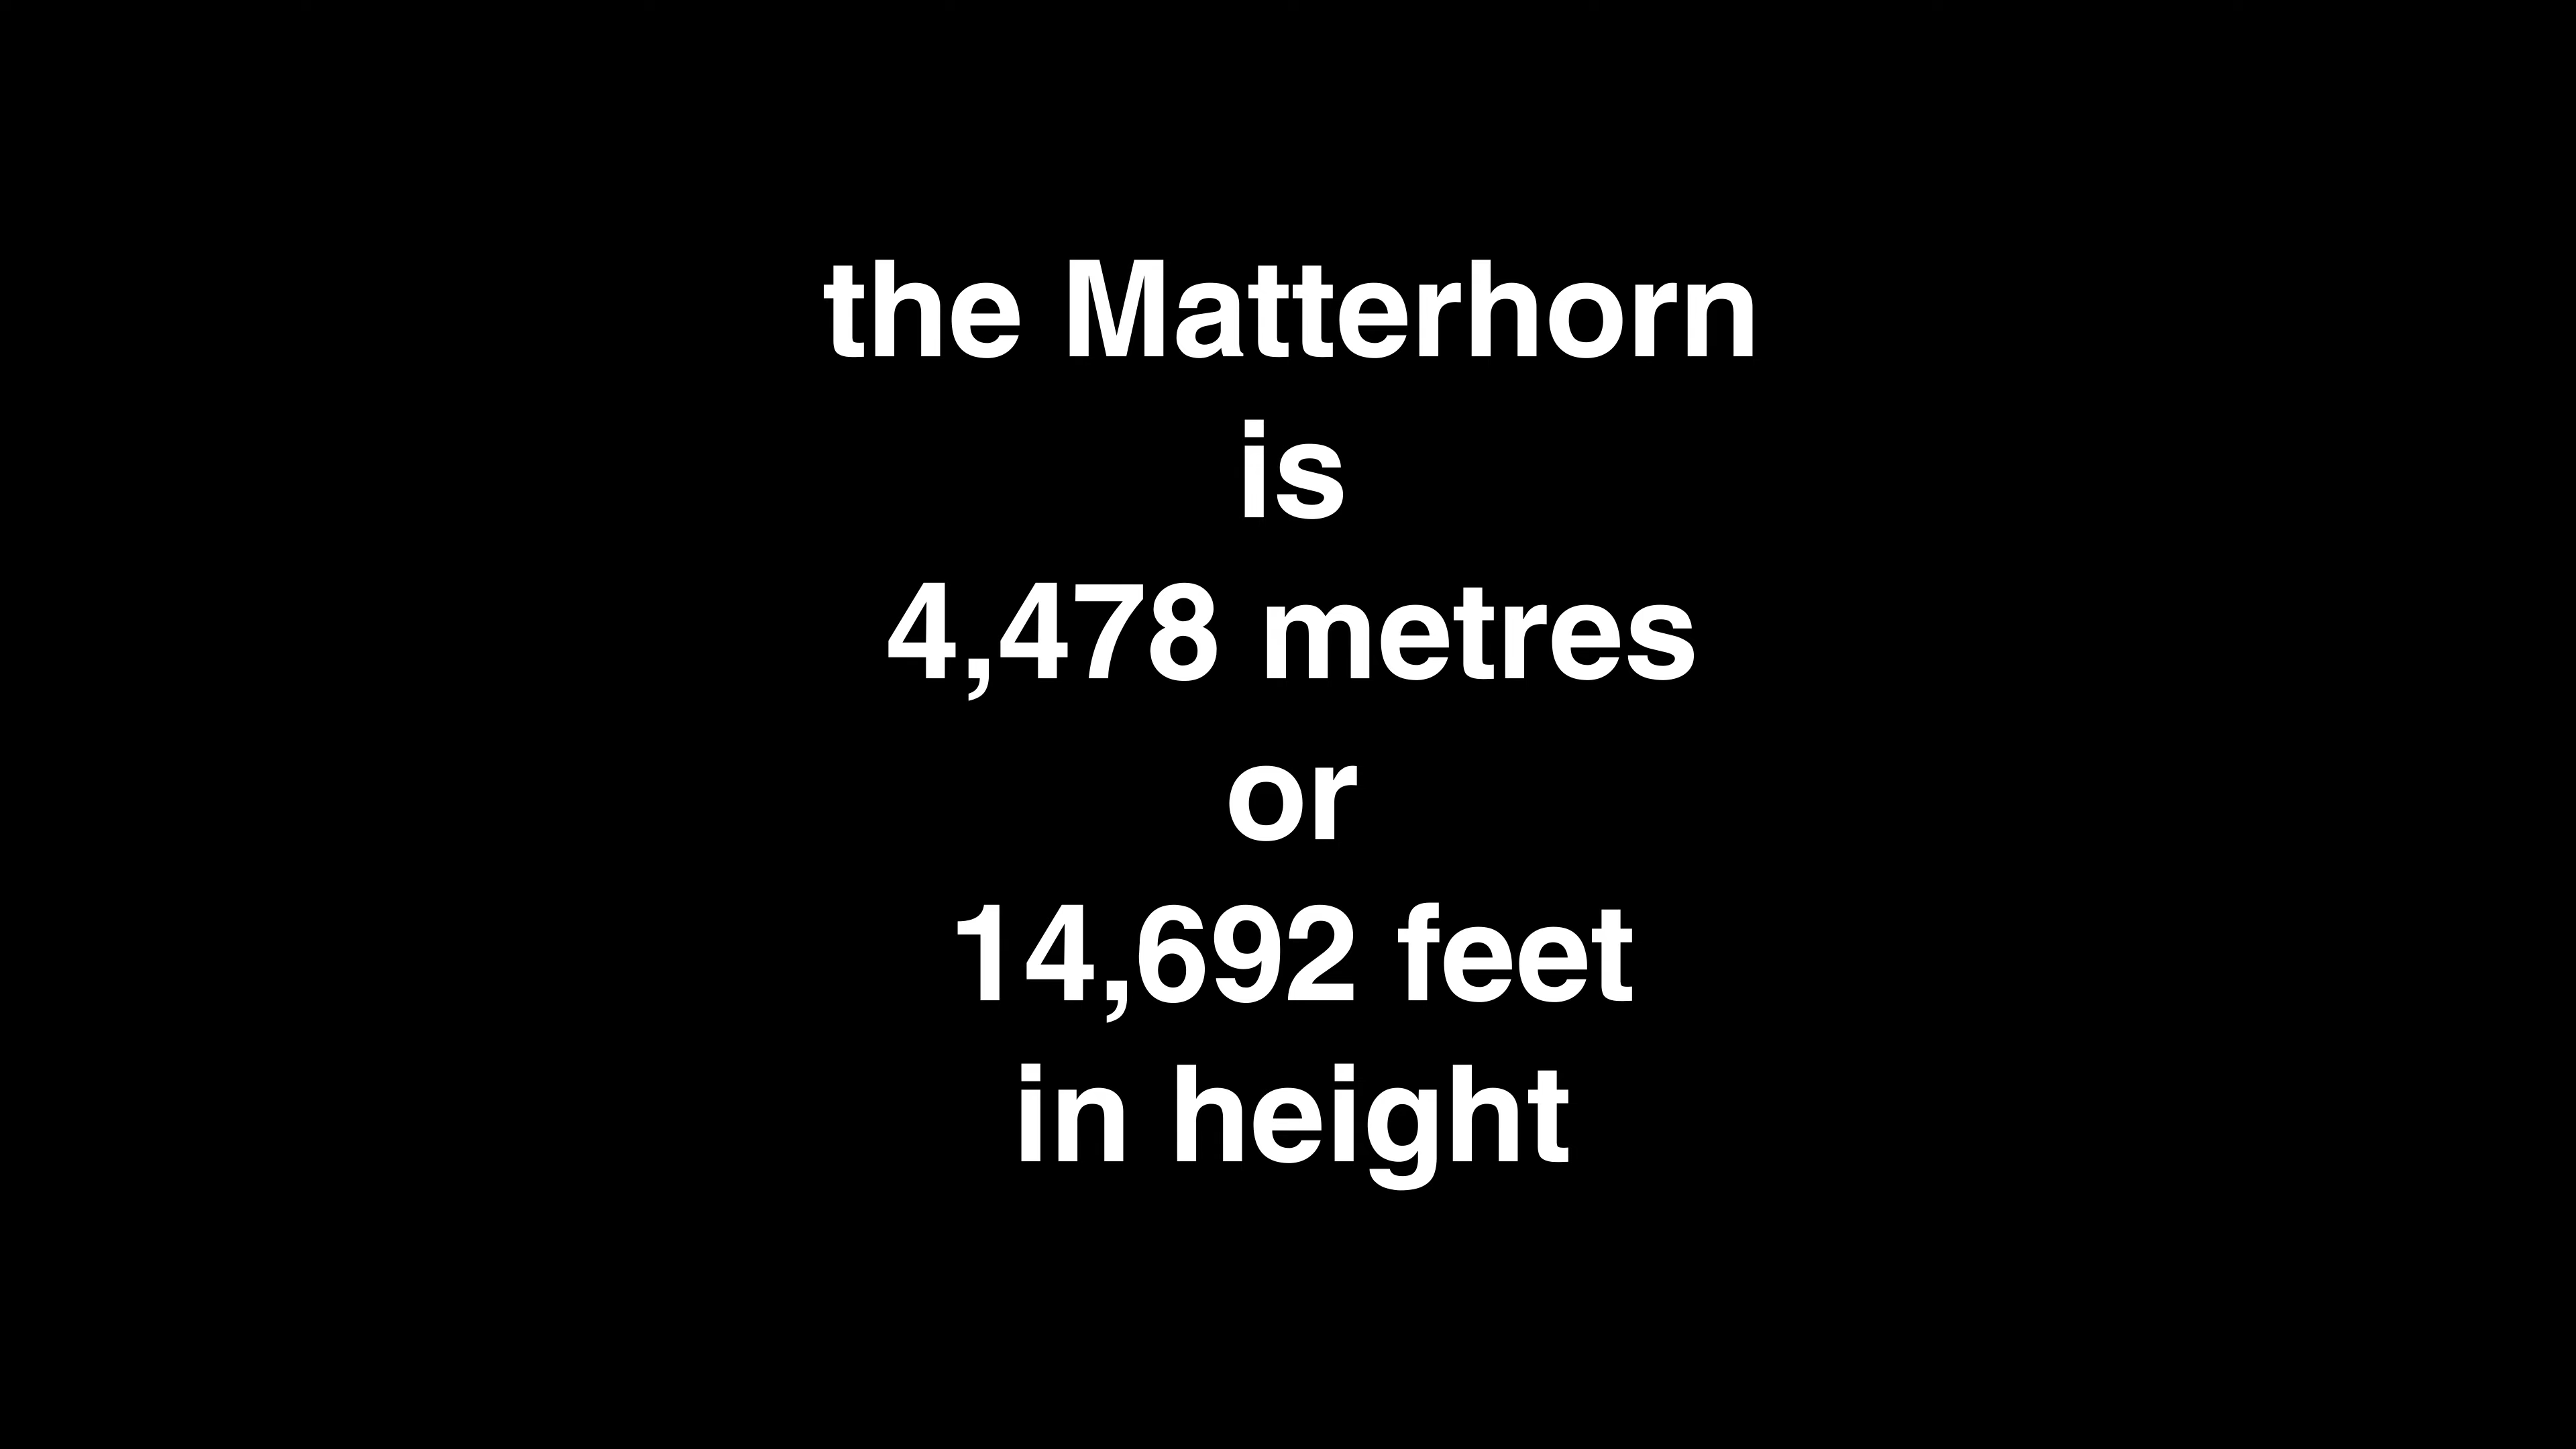 the Matterhorn
is
4,478 metres
or
14,692 feet
in height